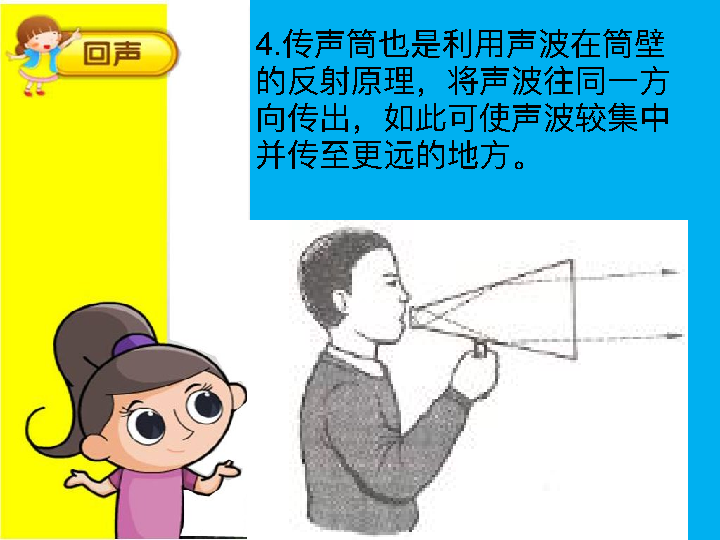 回声
4.传声筒也是利用声波在筒壁
的反射原理，将声波往同一方
向传出，如此可使声波较集中
并传至更远的地方。